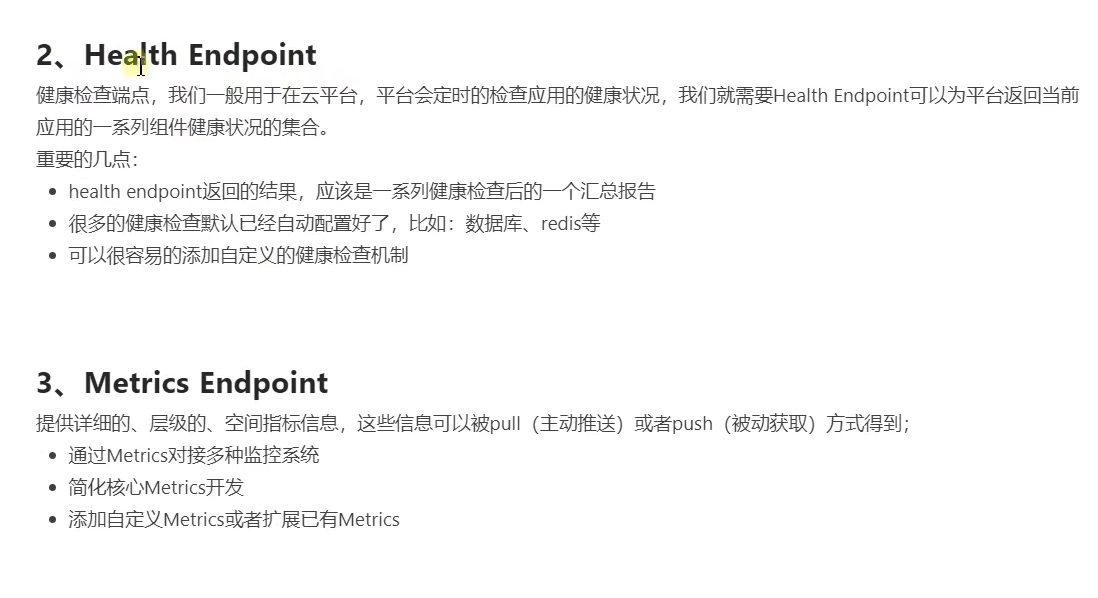 2、Health Endpoint
健康检查端点，我们一般用于在云平台，平台会定时的检查应用的健康状况，我们就需要Health Endpoint可以为平台返回当前
应用的一系列组件健康状况的集合。
重要的几点：
• health endpoint返回的结果，应该是一系列健康检查后的一个汇总报告
• 很多的健康检查默认已经自动配置好了，比如：数据库、redis等
• 可以很容易的添加自定义的健康检查机制
3、Metrics Endpoint
提供详细的、层级的、空间指标信息，这些信息可以被pull（主动推送）或者push（被动获取）方式得到；
• 通过Metrics对接多种监控系统
• 简化核心Metrics开发
• 添加自定义Metrics或者扩展已有Metrics